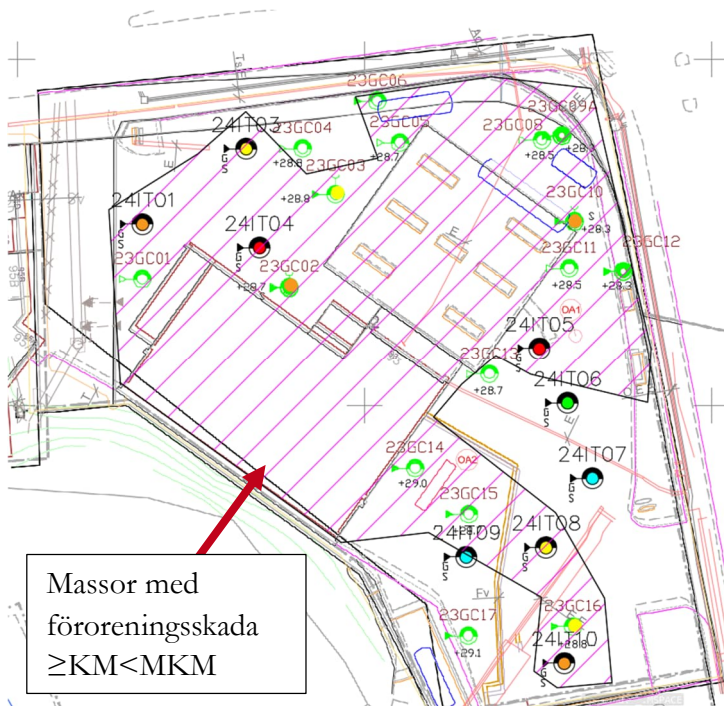 23GC06
24IT03
23GC04
23GC05
23GC08
23GC09A
+28.8
+28.7
+28.5
23GC03
+28.9
24IT01
24IT04
23GC10
+28.3
23GC01
23GC02
+28.7
23GC11
+28.5
23GC12
+28.3
OA1
24IT05
23GC13
+28.7
24IT06
24IT07
23GC14
+29.0
OA2
23GC15
24IT09
24IT08
Fv
23GC16
+28.8
23GC17
+29.1
24IT10
Massor med
föroreningsskada
≥KM<MKM